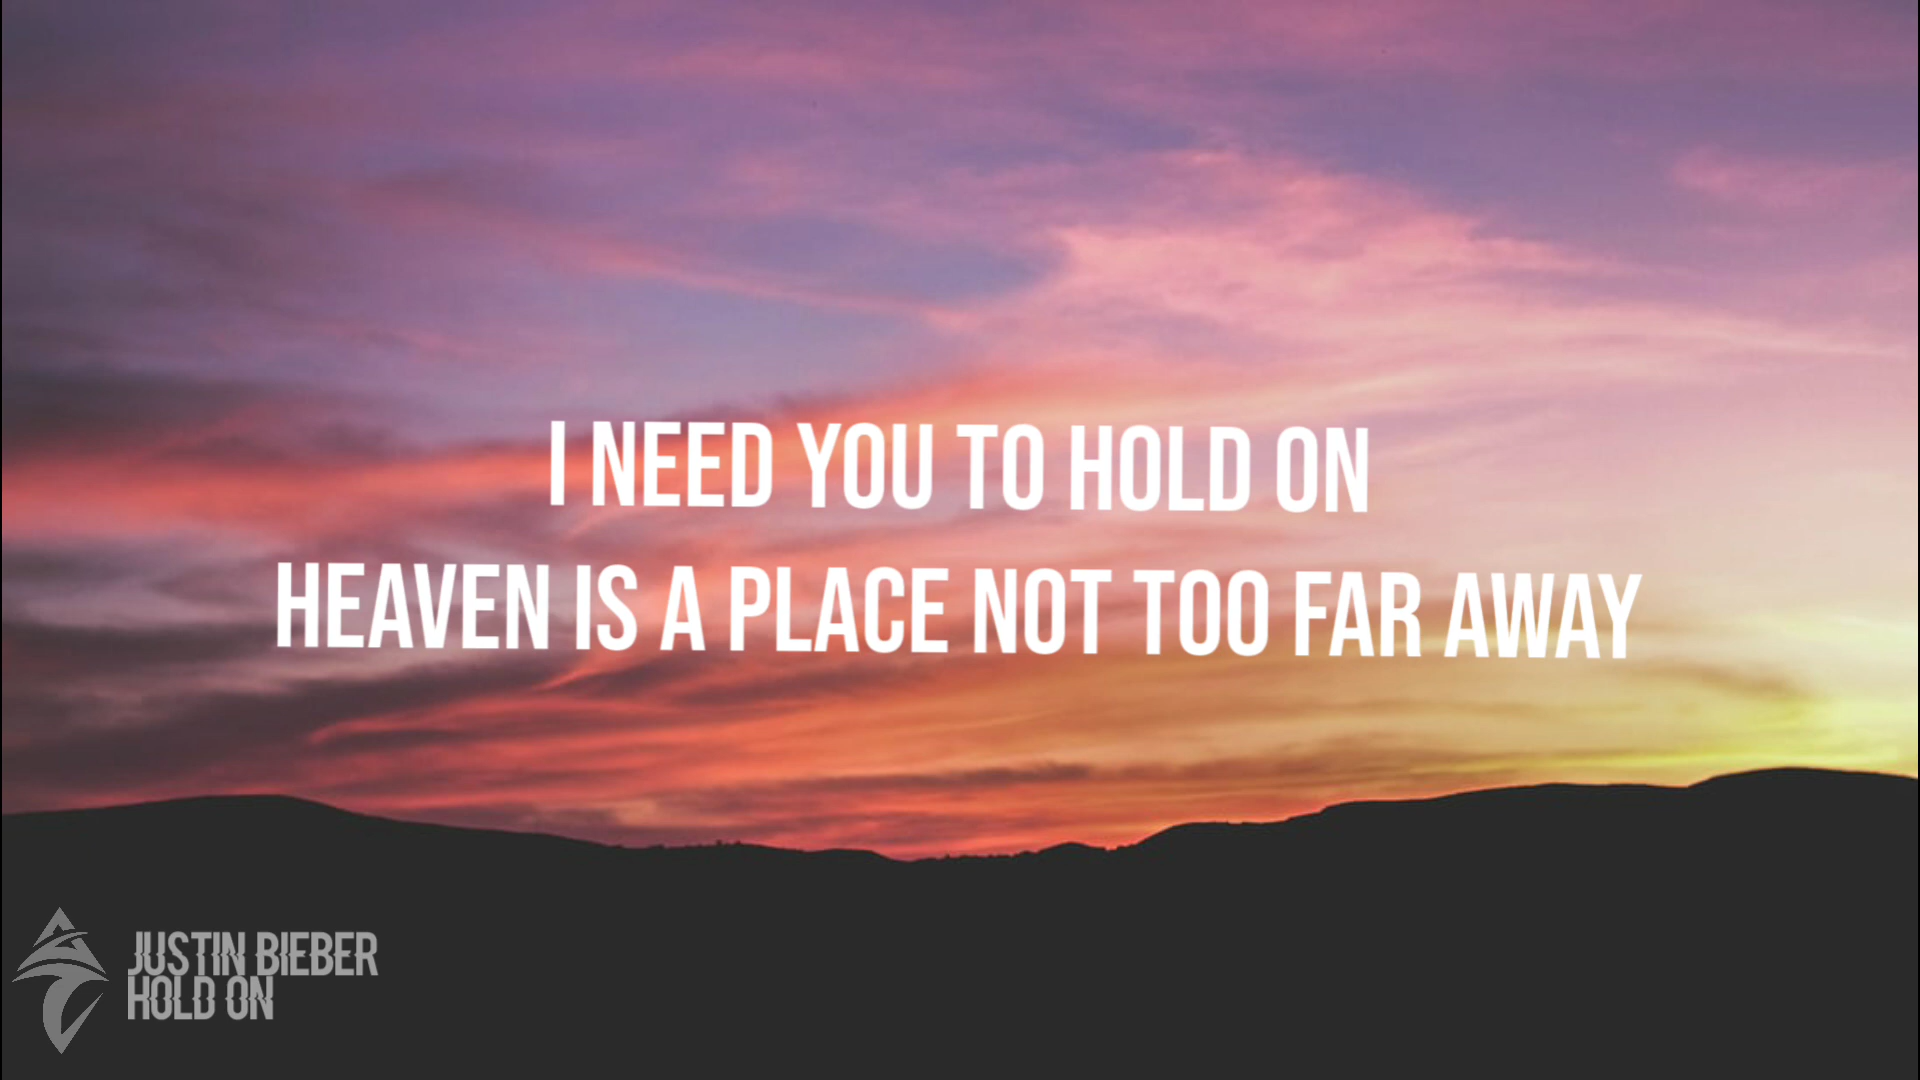 I NEED YOU TO HOLD ON
HEAVEN IS A PLACE NOT TOO FAR AWAY
JUSTIN BIEBER
HOLD ON